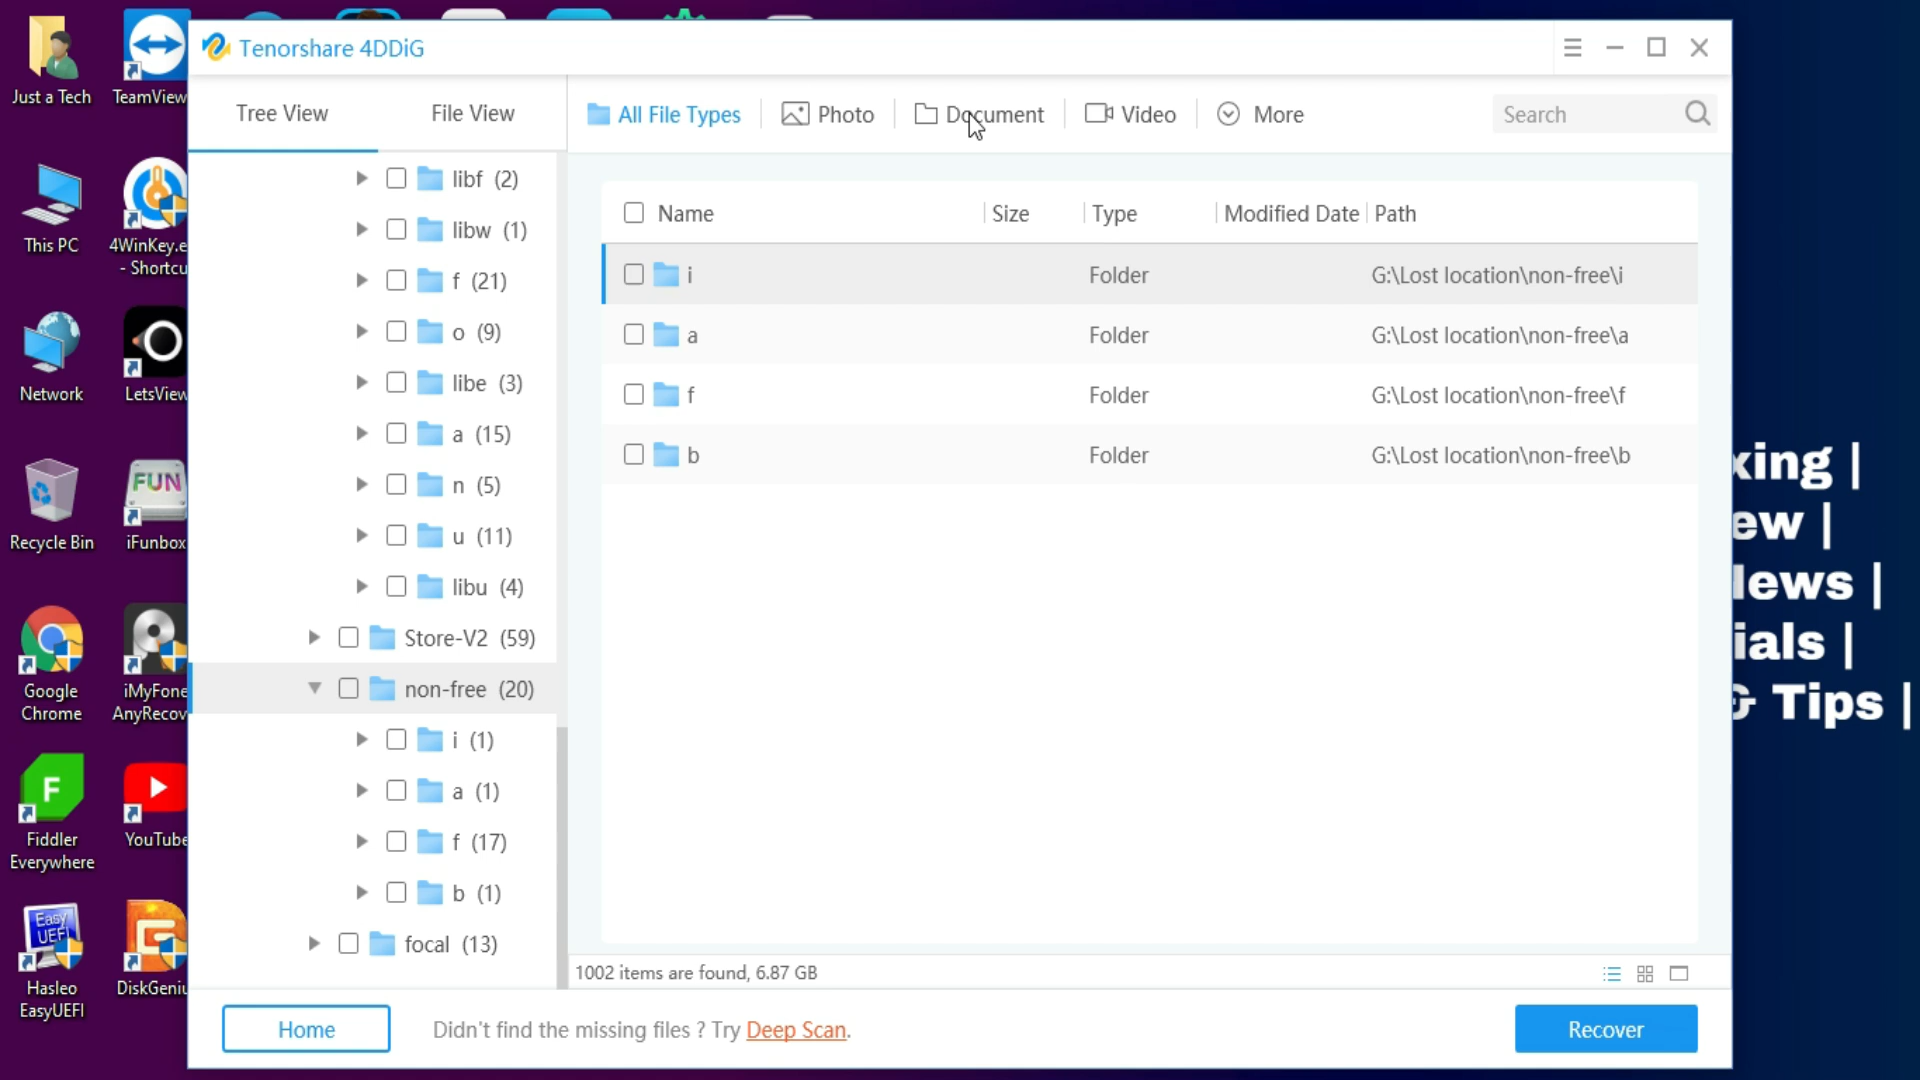 Just a Tech
TeamView
This PC
4WinKey.e
- Shortcu
Network
LetsView
Recycle Bin
FUN
iFunbox
Google
Chrome
iMyFone
AnyRecov
F
Fiddler
Everywhere
YouTube
Easy
UEFI
Hasleo
EasyUEFI
DiskGeniu
Tenorshare 4DDiG
Tree View
File View
All File Types
Photo
Document
Video
More
Search
libf (2)
libw (1)
f (21)
o (9)
libe (3)
a (15)
n (5)
u (11)
libu (4)
Store-V2 (59)
non-free (20)
i (1)
a (1)
f (17)
b (1)
focal (13)
Name Size Type Modified Date Path
i Folder G:\Lost location\non-free\i
a Folder G:\Lost location\non-free\a
f Folder G:\Lost location\non-free\f
b Folder G:\Lost location\non-free\b
1002 items are found, 6.87 GB
Home
Didn't find the missing files ? Try Deep Scan.
Recover
xing |
ew |
lews |
ials |
& Tips |